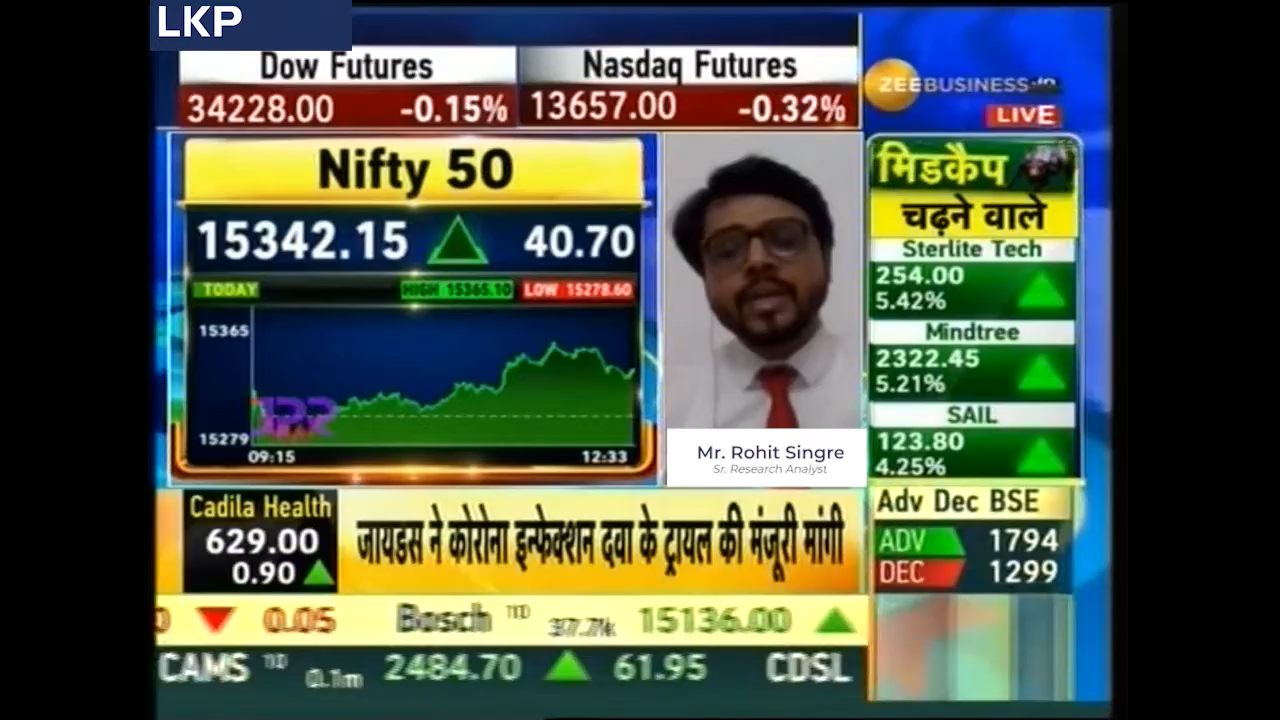 LKP
Dow Futures
34228.00 -0.15%
Nasdaq Futures
13657.00 -0.32%
ZEEBUSINESS
LIVE
Nifty 50
15342.15 40.70
TODAY HIGH 15365.10 LOW 15278.60
15365
15279
09:15 12:33
Mr. Rohit Singre
Sr. Research Analyst
मिडकैप
चढ़ने वाले
Sterlite Tech
254.00
5.42%
Mindtree
2322.45
5.21%
SAIL
123.80
4.25%
Cadila Health
629.00
0.90
जायडस ने कोरोना इन्फेक्शन दवा के ट्रायल की मंजूरी मांगी
Adv Dec BSE
ADV 1794
DEC 1299
0.05 Bosch 15136.00
CAMS 0.1m 2484.70 61.95 CDSL